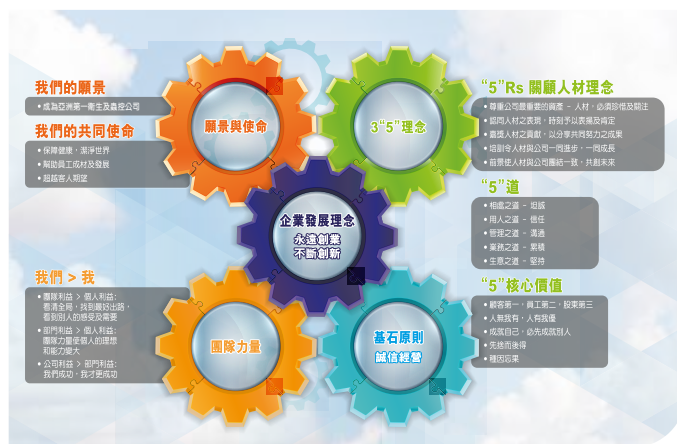 我們的願景
• 成為亞洲第一衛生及蟲控公司
我們的共同使命
• 保障健康，潔淨世界
• 幫助員工成材及發展
• 超越客人期望
願景與使命
3“5”理念
“5”Rs 關顧人材理念
• 尊重公司最重要的資產 - 人材，必須珍惜及關注
• 認同人材之表現，時刻予以表揚及肯定
• 嘉獎人材之貢獻，以分享共同努力之成果
• 培訓令人材與公司一同進步，一同成長
• 前景使人材與公司團結一致，共創未來
“5”道
• 相處之道 - 坦誠
• 用人之道 - 信任
• 管理之道 - 溝通
• 業務之道 - 累積
• 生意之道 - 堅持
企業發展理念
永遠創業
不斷創新
我們 > 我
• 團隊利益 > 個人利益:
看清全局，找到最好出路，
看到別人的感受及需要
• 部門利益 > 個人利益:
團隊力量使個人的理想
和能力變大
• 公司利益 > 部門利益:
我們成功，我才更成功
團隊力量
基石原則
誠信經營
“5”核心價值
• 顧客第一，員工第二，股東第三
• 人無我有，人有我優
• 成就自己，必先成就別人
• 先捨而後得
• 種因忘果